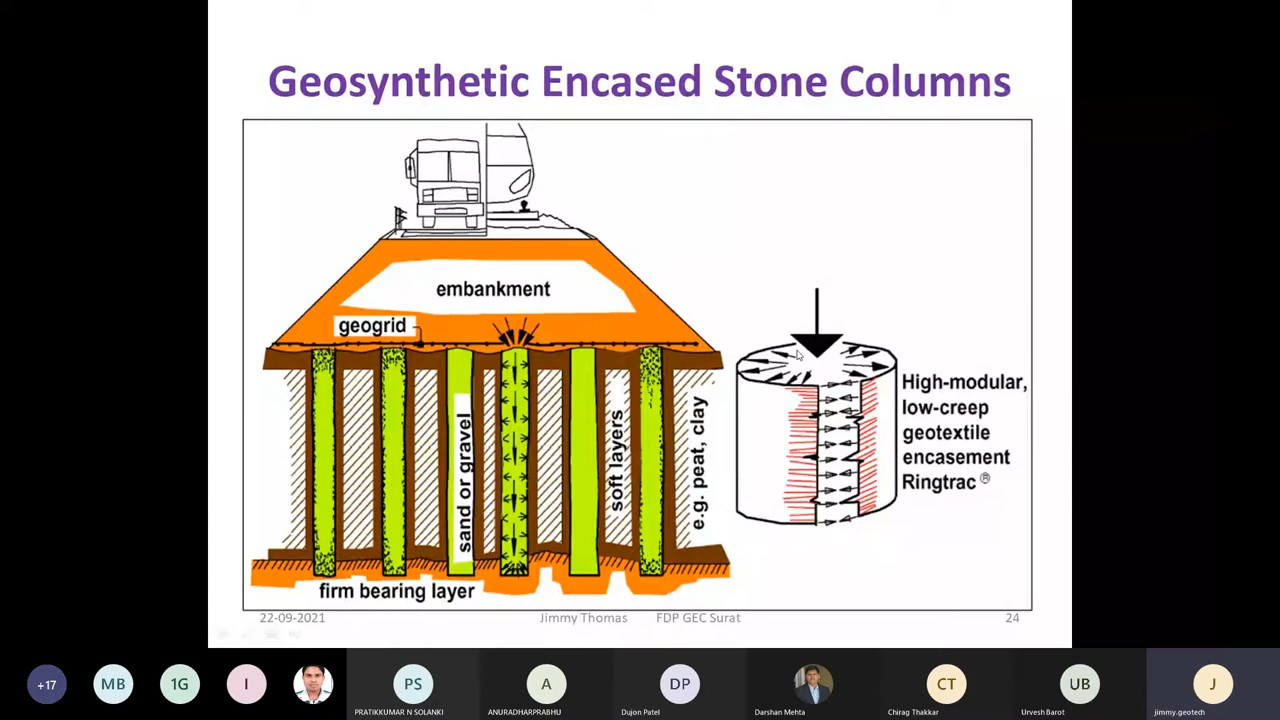 Geosynthetic Encased Stone Columns
embankment
geogrid
sand or gravel
soft layers
e.g. peat, clay
firm bearing layer
High-modular,
low-creep
geotextile
encasement
Ringtrac ®
22-09-2021
Jimmy Thomas FDP GEC Surat
24
+17
MB
1G
I
PS
PRATIKKUMAR N SOLANKI
A
ANURADHARPRABHU
DP
Dujon Patel
Darshan Mehta
CT
Chirag Thakkar
UB
Urvesh Barot
J
jimmy.geotech